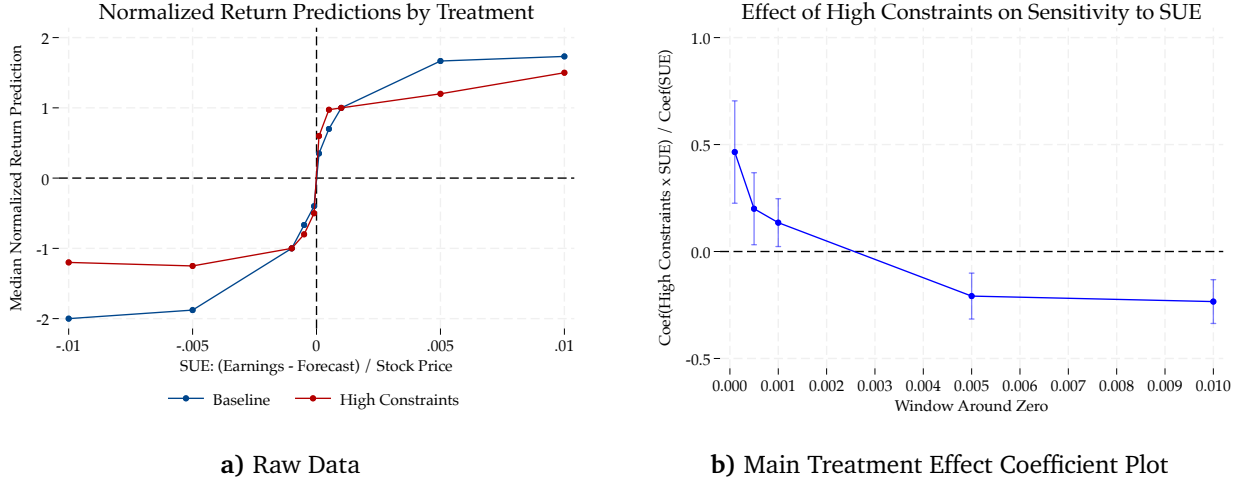 Normalized Return Predictions by Treatment
Median Normalized Return Prediction
2
1
0
-1
-2
-.01
-.005
0
.005
.01
SUE: (Earnings - Forecast) / Stock Price
Baseline
High Constraints
a) Raw Data
Effect of High Constraints on Sensitivity to SUE
Coef(High Constraints x SUE) / Coef(SUE)
1.0
0.5
0.0
-0.5
0.000
0.001
0.002
0.003
0.004
0.005
0.006
0.007
0.008
0.009
0.010
Window Around Zero
b) Main Treatment Effect Coefficient Plot